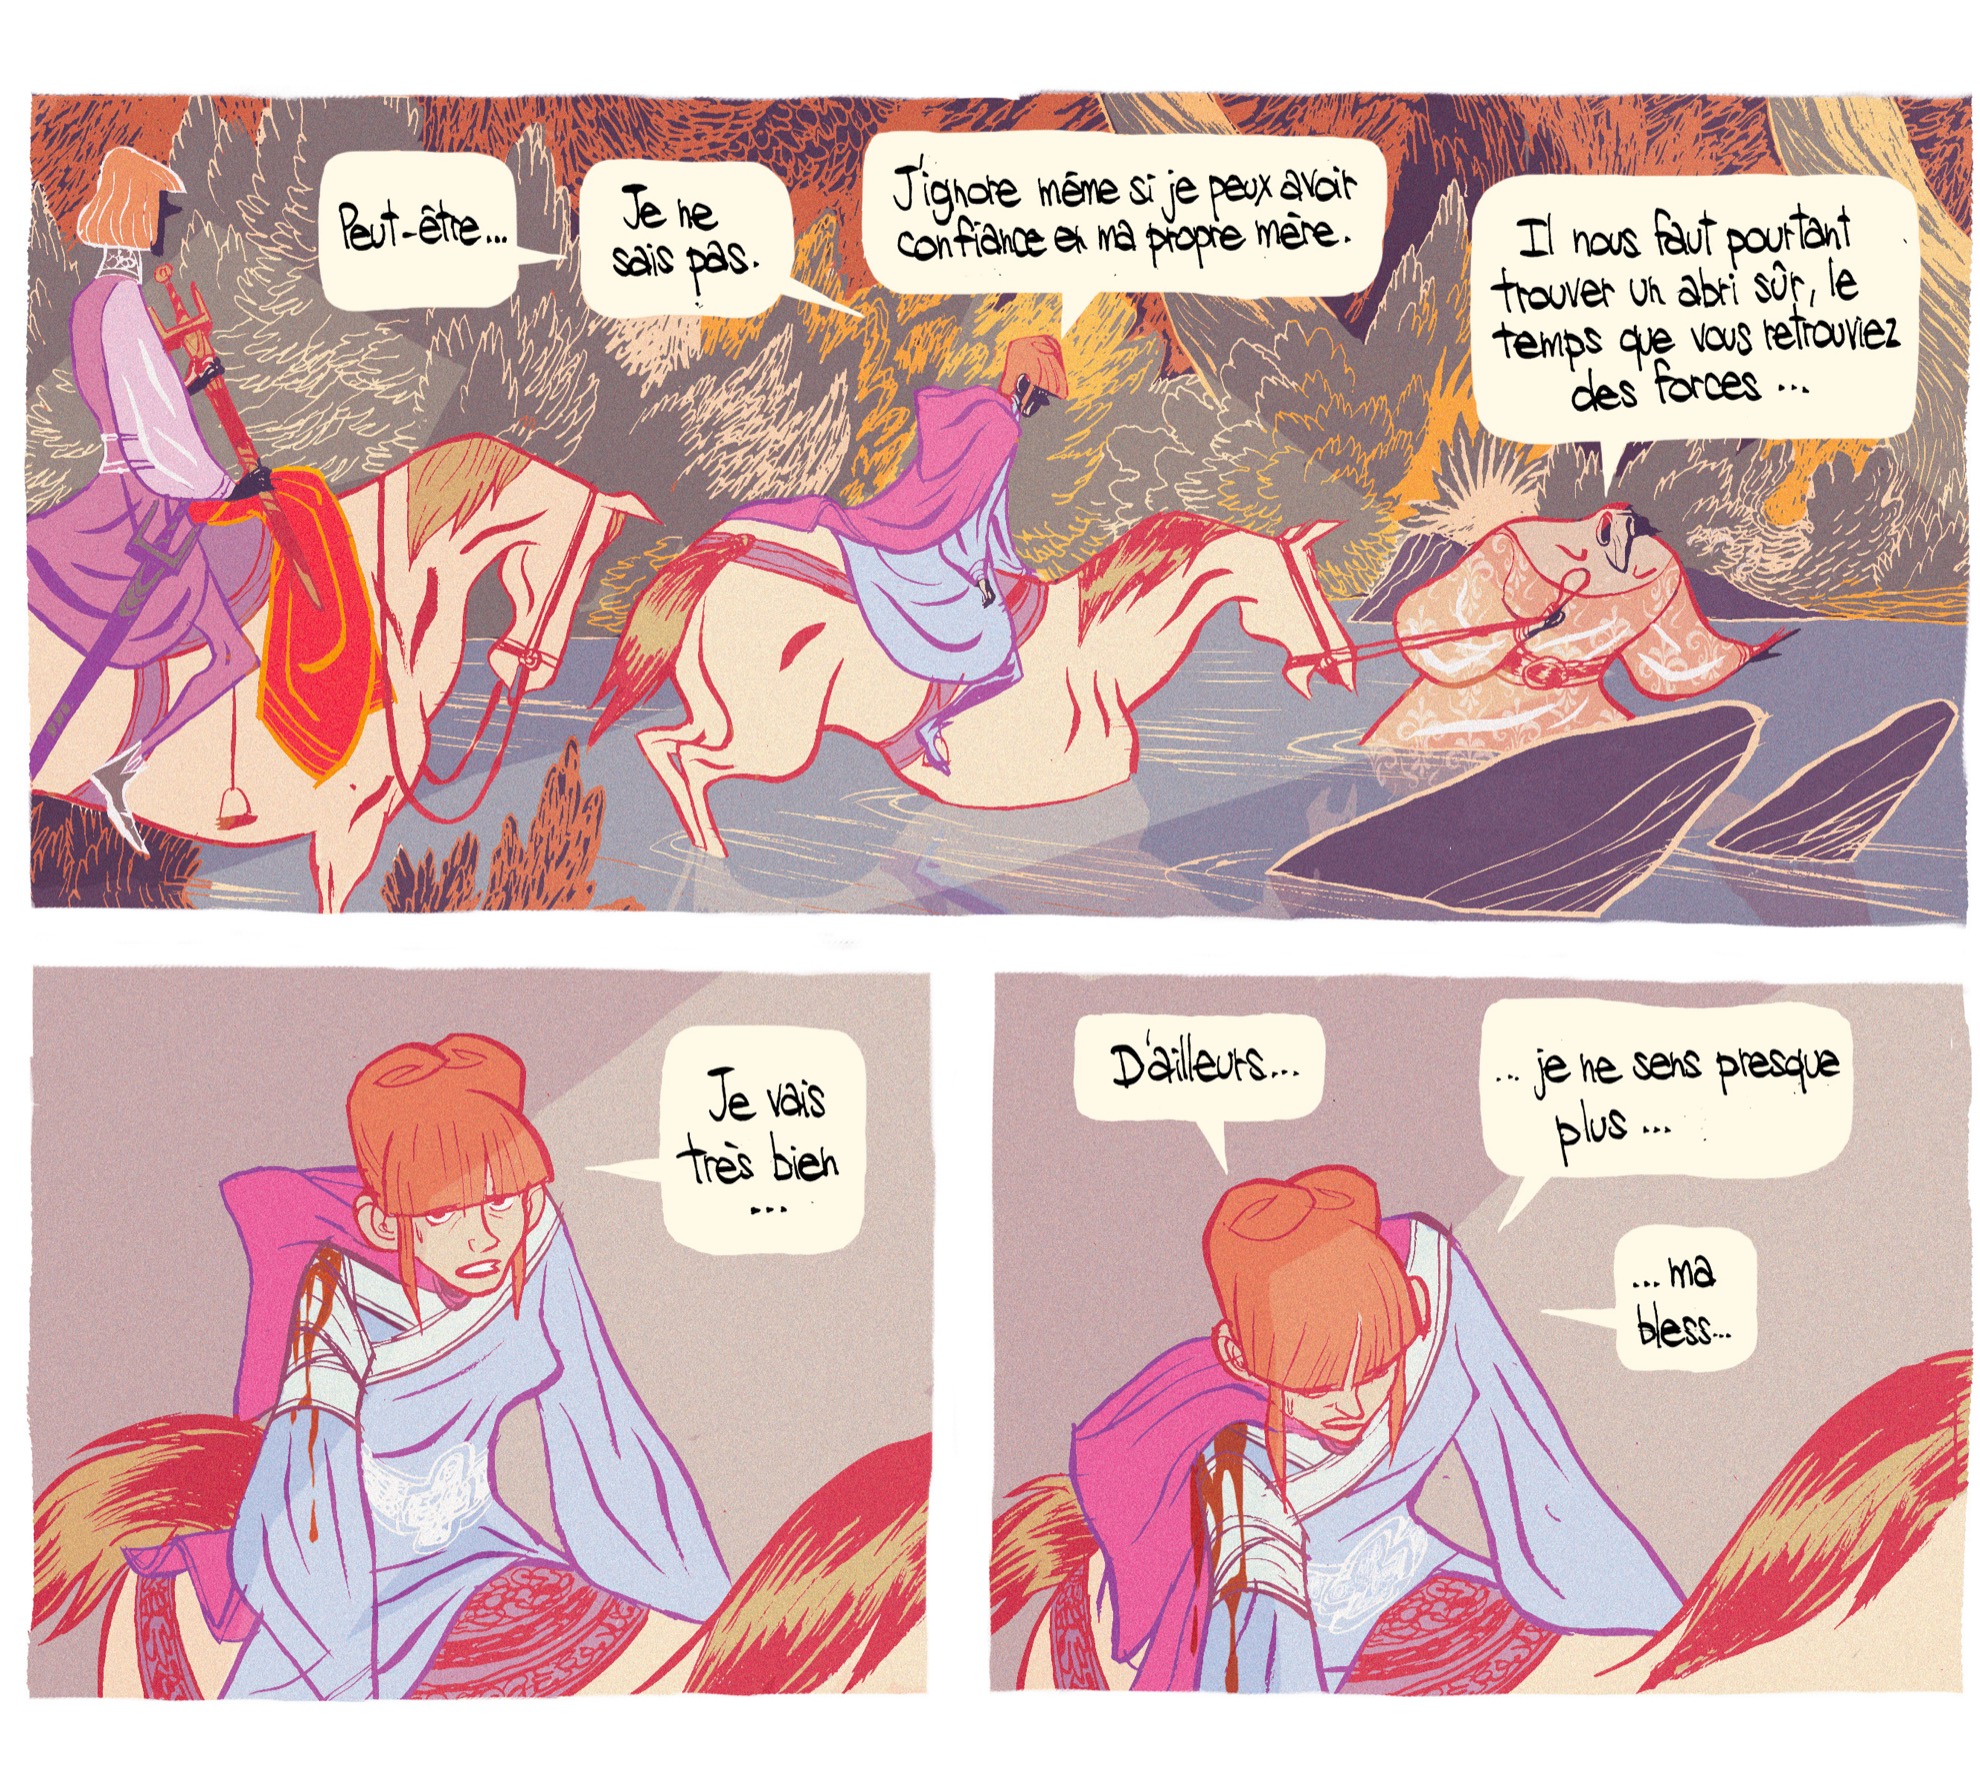 Peut-être...
Je ne
sais pas.
J'ignore même si je peux avoir
confiance en ma propre mère.
Il nous faut pourtant
trouver un abri sûr, le
temps que vous retrouviez
des forces ...
Je vais
très bien
...
D'ailleurs...
... je ne sens presque
plus ...
... ma
bless...